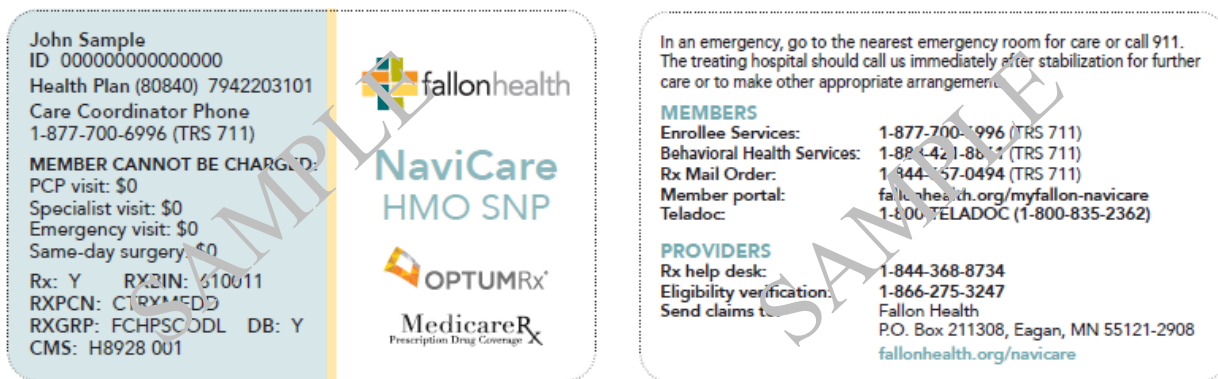 John Sample
ID 000000000000000
Health Plan (80840) 7942203101
Care Coordinator Phone
1-877-700-6996 (TRS 711)
MEMBER CANNOT BE CHARGED:
PCP visit: $0
Specialist visit: $0
Emergency visit: $0
Same-day surgery: $0
Rx: Y RXBIN: 610011
RXPCN: CTRXMEDD
RXGRP: FCHPSCODL DB: Y
CMS: H8928 001
fallonhealth
NaviCare
HMO SNP
OPTUMRx®
MedicareRx
Prescription Drug Coverage
SAMPLE
In an emergency, go to the nearest emergency room for care or call 911.
The treating hospital should call us immediately after stabilization for further
care or to make other appropriate arrangements.
MEMBERS
Enrollee Services: 1-877-700-6996 (TRS 711)
Behavioral Health Services: (TRS 711)
Rx Mail Order: (TRS 711)
Member portal: fallonhealth.org/myfallon-navicare
Teladoc: 1-800-TELADOC (1-800-835-2362)
PROVIDERS
Rx help desk: 1-844-368-8734
Eligibility verification: 1-866-275-3247
Send claims to: Fallon Health
P.O. Box 211308, Eagan, MN 55121-2908
fallonhealth.org/navicare
SAMPLE